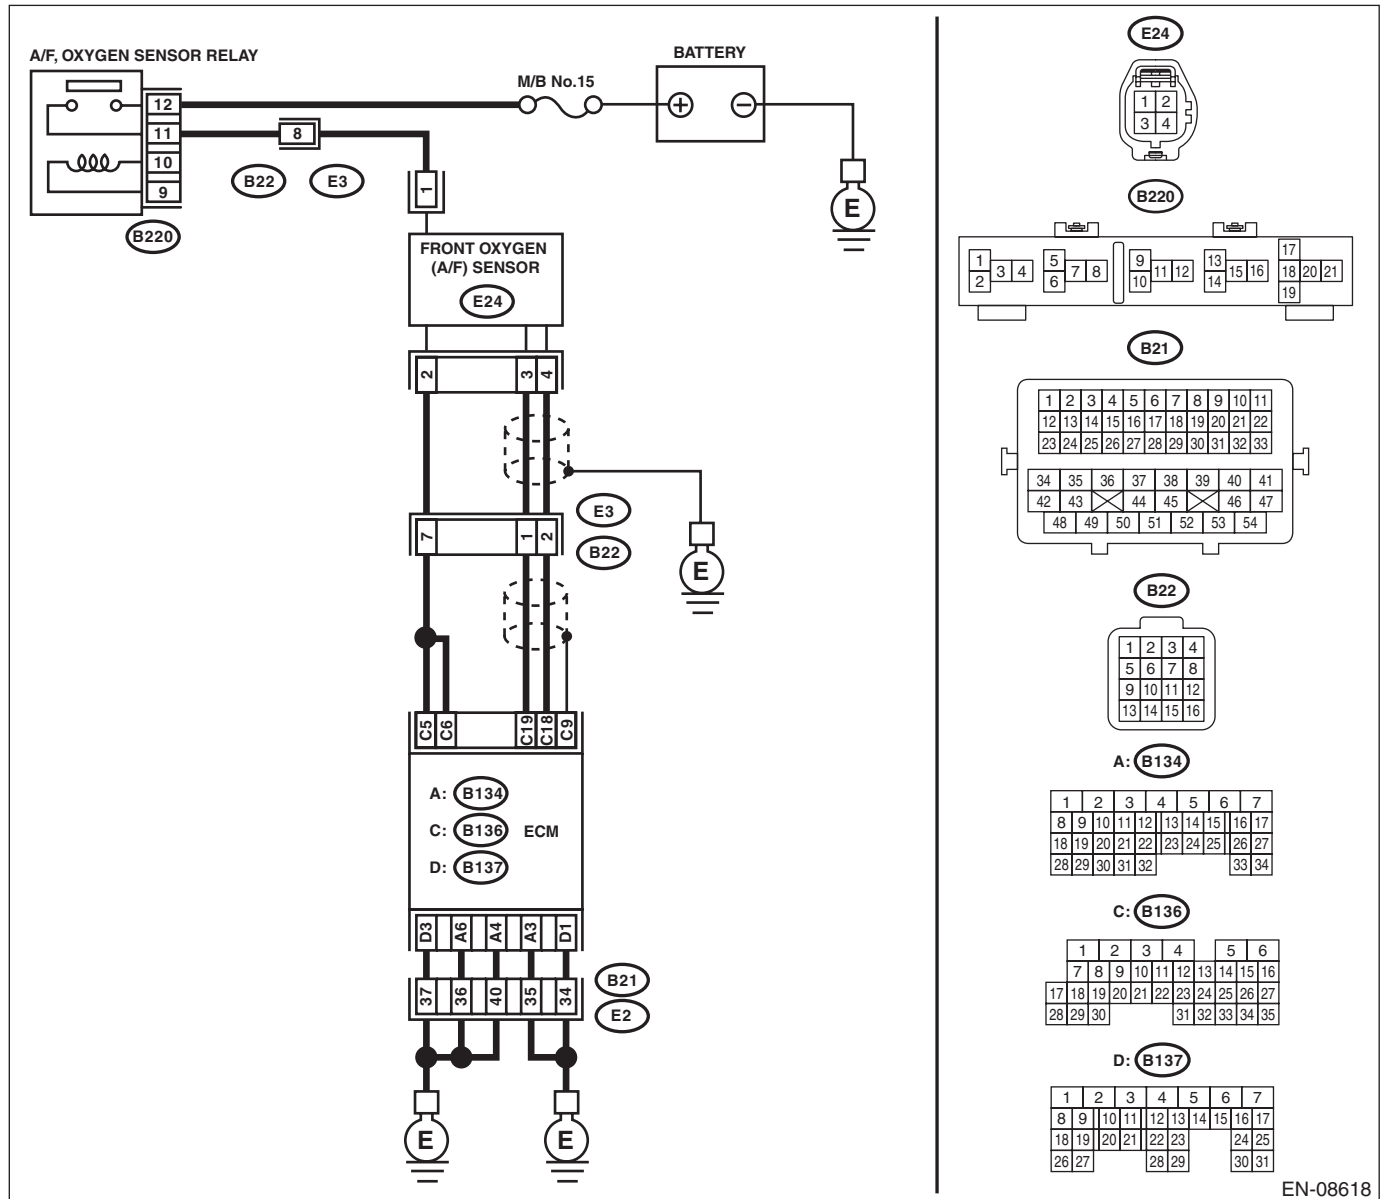 A/F, OXYGEN SENSOR RELAY
BATTERY
M/B No.15
12
11
10
9
8
B22
E3
B220
1
E
FRONT OXYGEN
(A/F) SENSOR
E24
2 3 4
E3
B22
7 1 2
E
C5 C6 C19 C18 C9
A: B134
C: B136 ECM
D: B137
D3 A6 A4 A3 D1
B21
37 36 40 35 34
E2
E E
E24
1 2
3 4
B220
1 2 3 4 5 6 7 8 9 10 11 12 13 14 15 16 17 18 19 20 21
B21
1 2 3 4 5 6 7 8 9 10 11
12 13 14 15 16 17 18 19 20 21 22
23 24 25 26 27 28 29 30 31 32 33
34 35 36 37 38 39 40 41
42 43 44 45 46 47
48 49 50 51 52 53 54
B22
1 2 3 4
5 6 7 8
9 10 11 12
13 14 15 16
A: B134
1 2 3 4 5 6 7
8 9 10 11 12 13 14 15 16 17
18 19 20 21 22 23 24 25 26 27
28 29 30 31 32 33 34
C: B136
1 2 3 4 5 6
7 8 9 10 11 12 13 14 15 16
17 18 19 20 21 22 23 24 25 26 27
28 29 30 31 32 33 34 35
D: B137
1 2 3 4 5 6 7
8 9 10 11 12 13 14 15 16 17
18 19 20 21 22 23 24 25
26 27 28 29 30 31
EN-08618